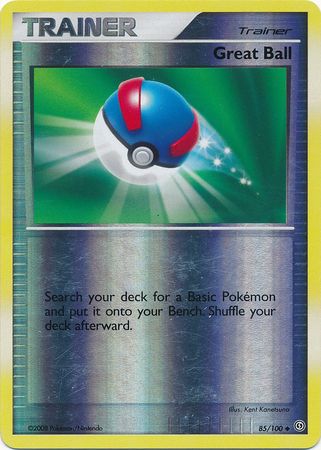 TRAINER
Trainer
Great Ball
Search your deck for a Basic Pokémon
and put it onto your Bench. Shuffle your
deck afterward.
Illus. Kent Kanetsuna
©2008 Pokémon/Nintendo
85/100